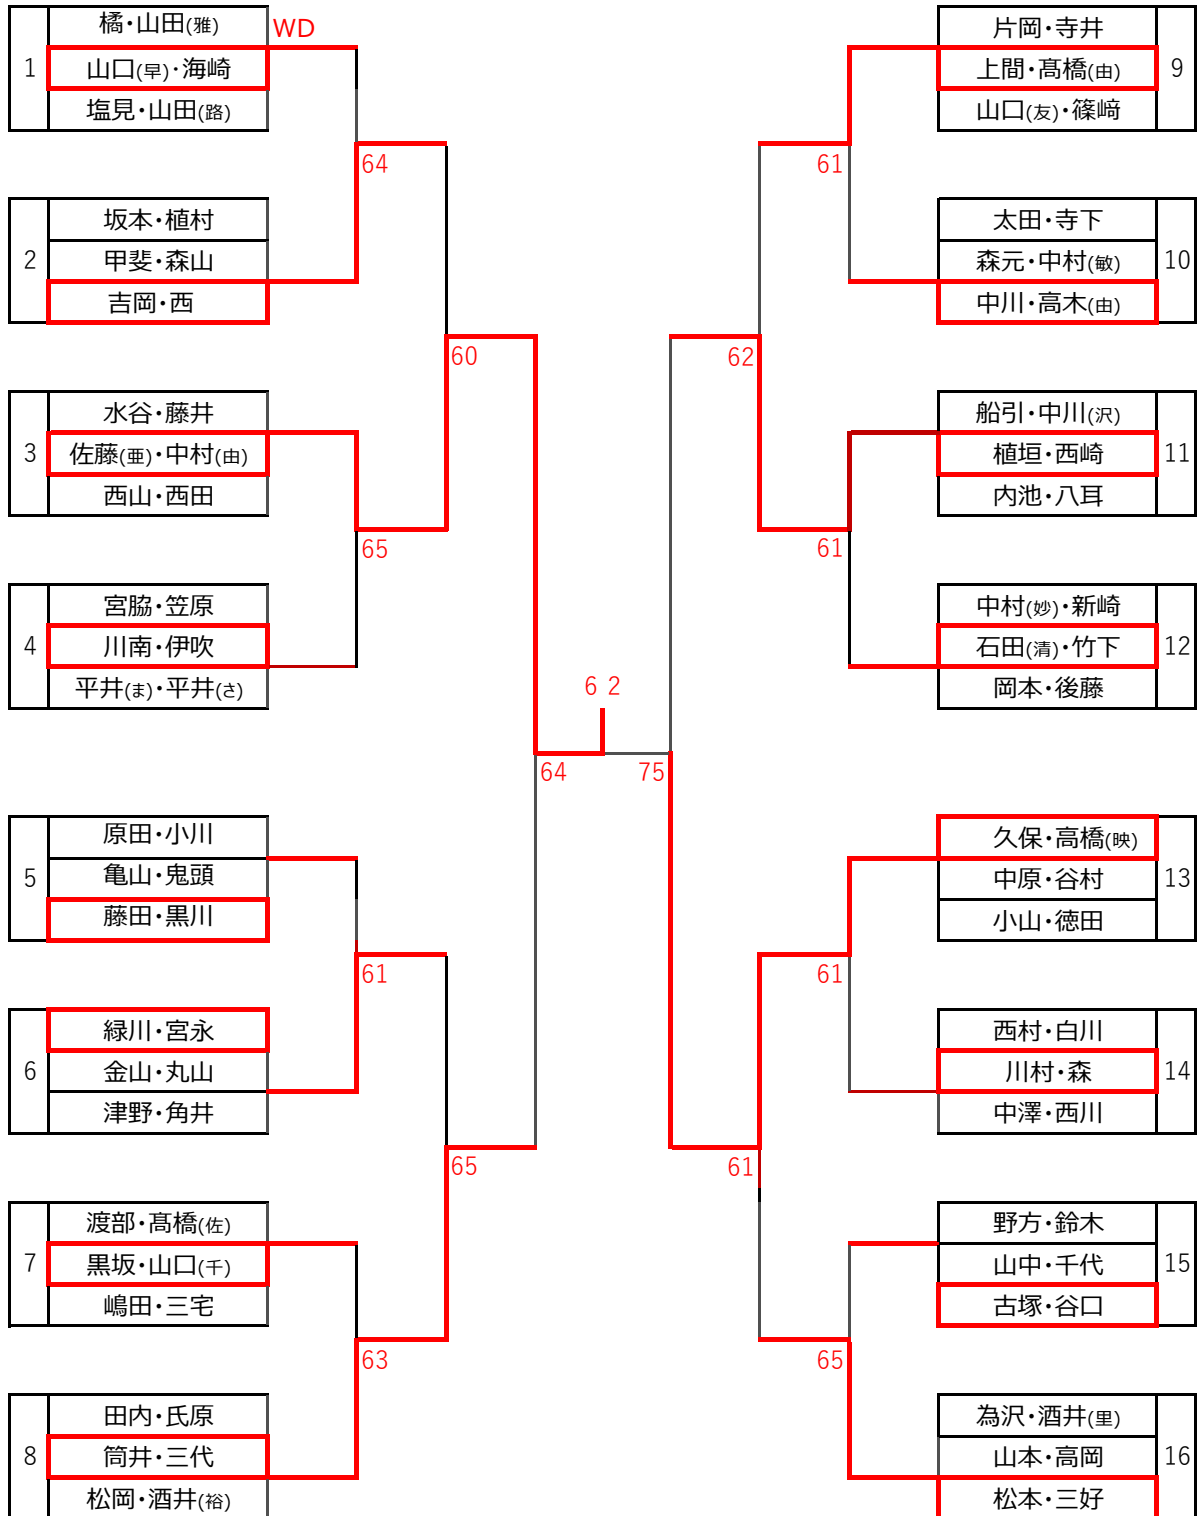 橘・山田(雅)
WD
1
山口(早)・海崎
塩見・山田(路)
64
坂本・植村
2
甲斐・森山
吉岡・西
60
水谷・藤井
3
佐藤(亜)・中村(由)
西山・西田
65
宮脇・笠原
4
川南・伊吹
平井(ま)・平井(さ)
6 2
64
75
原田・小川
5
亀山・鬼頭
藤田・黒川
61
緑川・宮永
6
金山・丸山
津野・角井
65
渡部・髙橋(佐)
7
黒坂・山口(千)
嶋田・三宅
63
田内・氏原
8
筒井・三代
松岡・酒井(裕)
片岡・寺井
上間・髙橋(由)
9
山口(友)・篠﨑
61
太田・寺下
森元・中村(敏)
10
中川・高木(由)
62
船引・中川(沢)
植垣・西崎
11
内池・八耳
61
中村(妙)・新崎
石田(清)・竹下
12
岡本・後藤
久保・高橋(映)
中原・谷村
13
小山・徳田
61
西村・白川
川村・森
14
中澤・西川
61
野方・鈴木
山中・千代
15
古塚・谷口
65
為沢・酒井(里)
山本・高岡
16
松本・三好